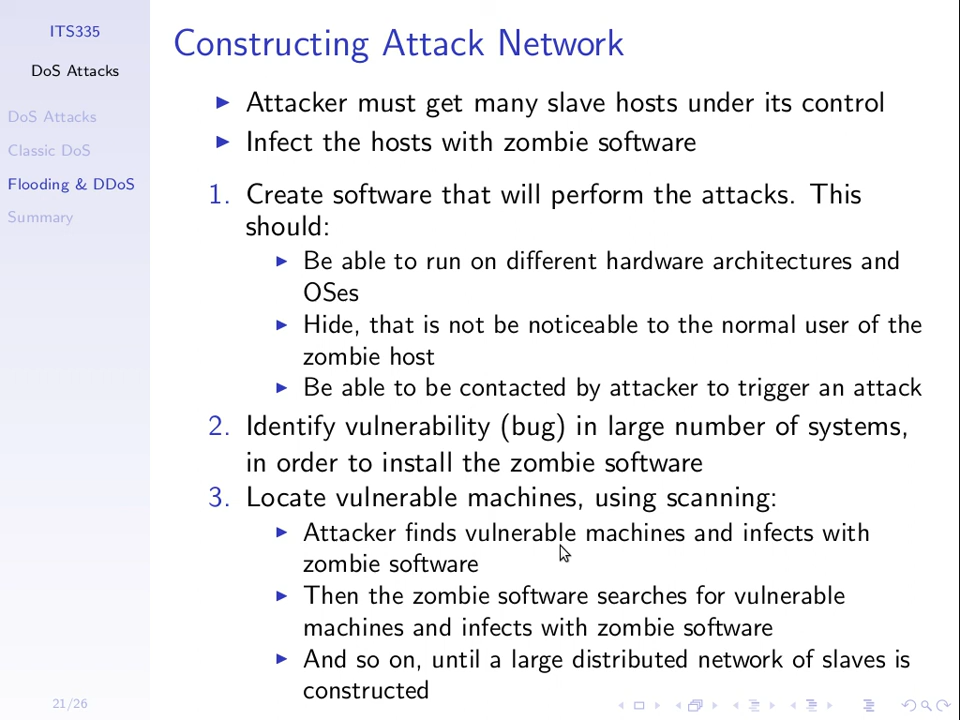 ITS335
DoS Attacks
DoS Attacks
Classic DoS
Flooding & DDoS
Summary
Constructing Attack Network
Attacker must get many slave hosts under its control
Infect the hosts with zombie software
1. Create software that will perform the attacks. This
should:
Be able to run on different hardware architectures and
OSes
Hide, that is not be noticeable to the normal user of the
zombie host
Be able to be contacted by attacker to trigger an attack
2. Identify vulnerability (bug) in large number of systems,
in order to install the zombie software
3. Locate vulnerable machines, using scanning:
Attacker finds vulnerable machines and infects with
zombie software
Then the zombie software searches for vulnerable
machines and infects with zombie software
And so on, until a large distributed network of slaves is
constructed
21/26